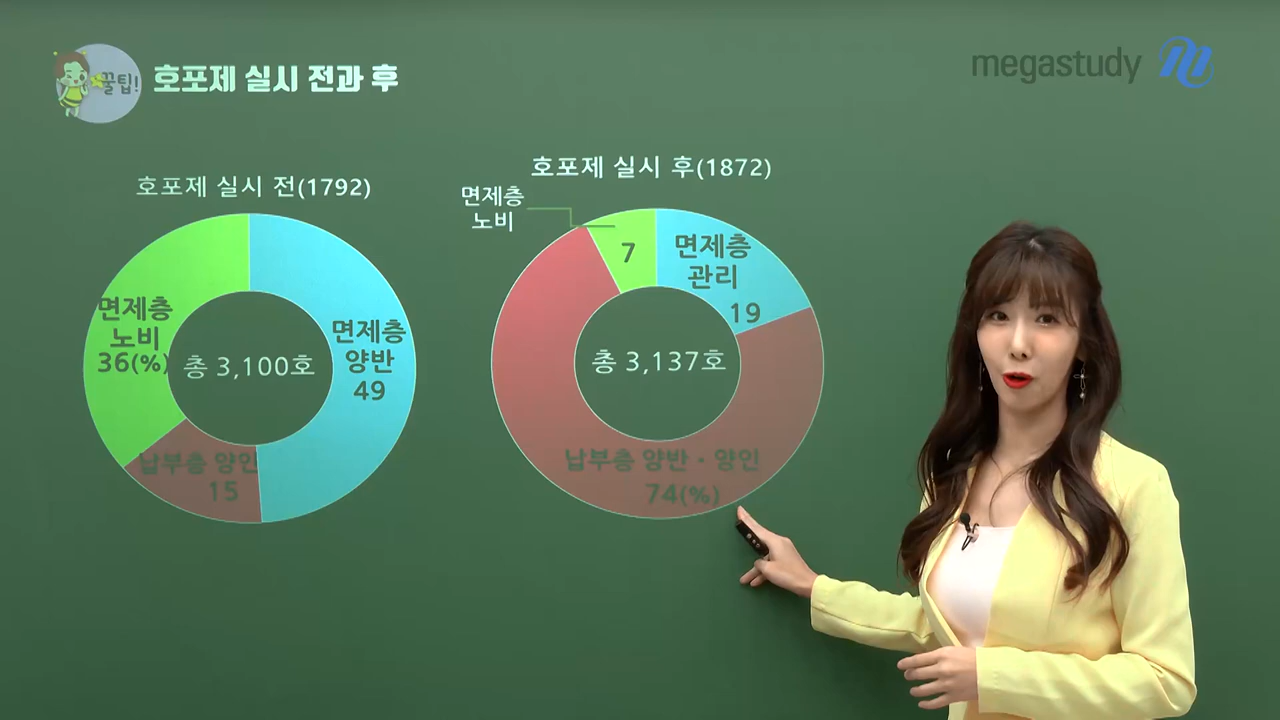 꿀팁!
호포제 실시 전과 후
megastudy
호포제 실시 전(1792)
면제층
노비
36(%)
면제층
양반
49
총 3,100호
납부층 양인
15
호포제 실시 후(1872)
면제층
노비
7
면제층
관리
19
총 3,137호
납부층 양반·양인
74(%)